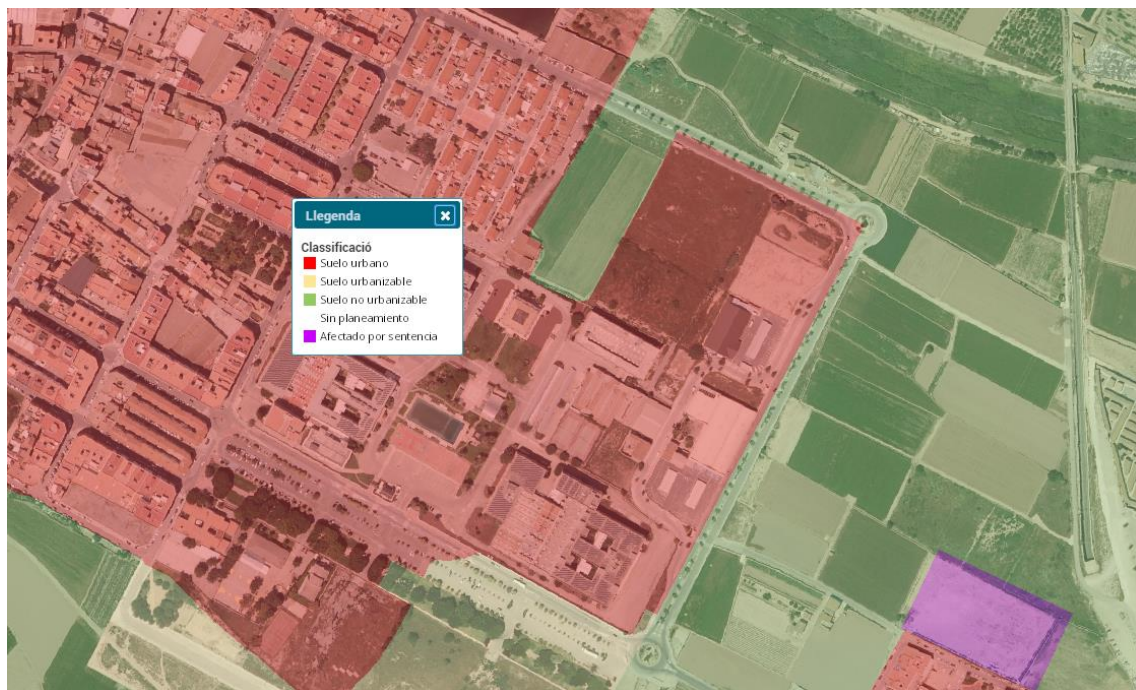 Llegenda
Classificació
Suelo urbano
Suelo urbanizable
Suelo no urbanizable
Sin planeamiento
Afectado por sentencia